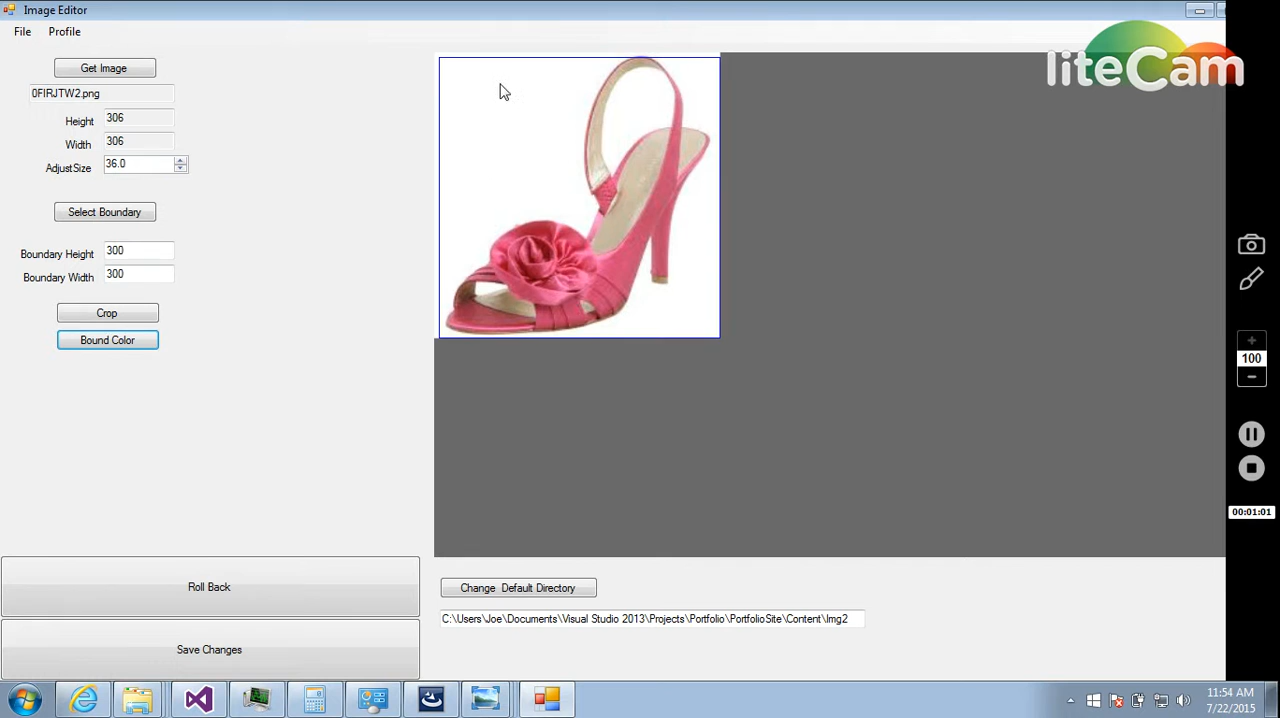 Image Editor
File Profile
liteCam
Get Image
0FIRJTW2.png
Height 306
Width 306
AdjustSize 36.0
Select Boundary
Boundary Height 300
Boundary Width 300
Crop
Bound Color
100
00:01:01
Roll Back
Change Default Directory
C:\Users\Joe\Documents\Visual Studio 2013\Projects\Portfolio\PortfolioSite\Content\Img2
Save Changes
11:54 AM
7/22/2015